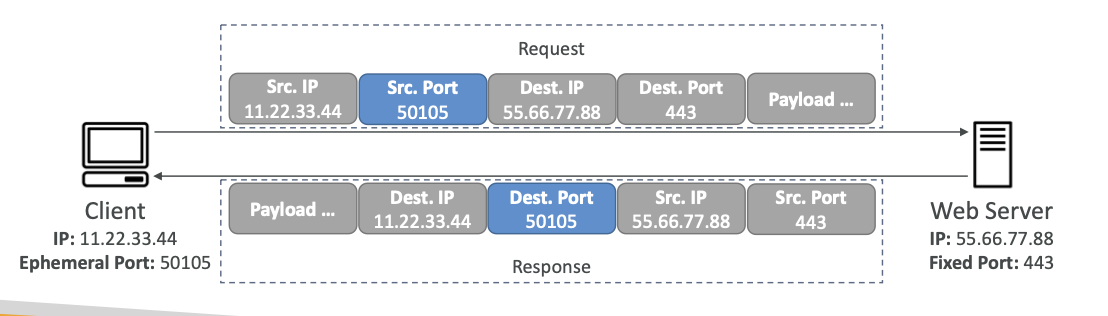 Request
Src. IP
11.22.33.44
Src. Port
50105
Dest. IP
55.66.77.88
Dest. Port
443
Payload ...
Payload ...
Dest. IP
11.22.33.44
Dest. Port
50105
Src. IP
55.66.77.88
Src. Port
443
Response
Client
IP: 11.22.33.44
Ephemeral Port: 50105
Web Server
IP: 55.66.77.88
Fixed Port: 443